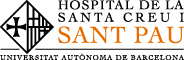 HOSPITAL DE LA
SANTA CREU I
SANT PAU
UNIVERSITAT AUTÒNOMA DE BARCELONA